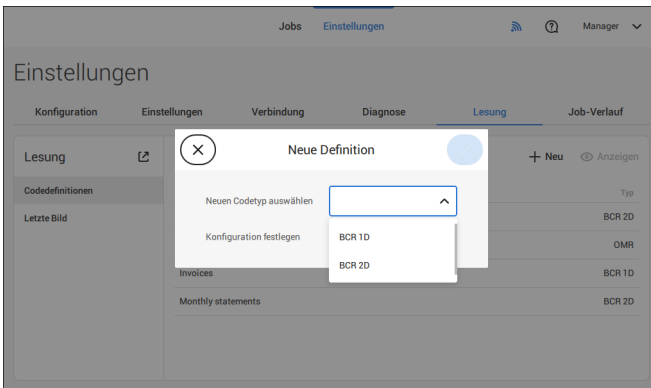 Jobs Einstellungen Manager
Einstellungen
Konfiguration Einstellungen Verbindung Diagnose Lesung Job-Verlauf
Lesung Neue Definition Neu Anzeigen
Codedefinitionen Neuen Codetyp auswählen Typ
Letzte Bild BCR 2D
Konfiguration festlegen BCR 1D OMR
BCR 2D
Invoices BCR 1D
Monthly statements BCR 2D